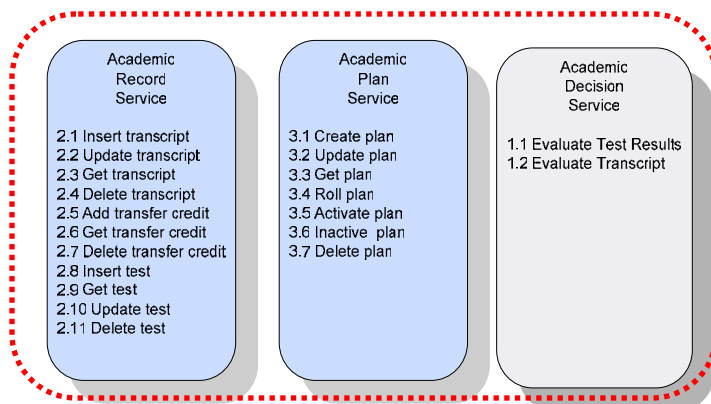 Academic
Record
Service
2.1 Insert transcript
2.2 Update transcript
2.3 Get transcript
2.4 Delete transcript
2.5 Add transfer credit
2.6 Get transfer credit
2.7 Delete transfer credit
2.8 Insert test
2.9 Get test
2.10 Update test
2.11 Delete test
Academic
Plan
Service
3.1 Create plan
3.2 Update plan
3.3 Get plan
3.4 Roll plan
3.5 Activate plan
3.6 Inactive plan
3.7 Delete plan
Academic
Decision
Service
1.1 Evaluate Test Results
1.2 Evaluate Transcript